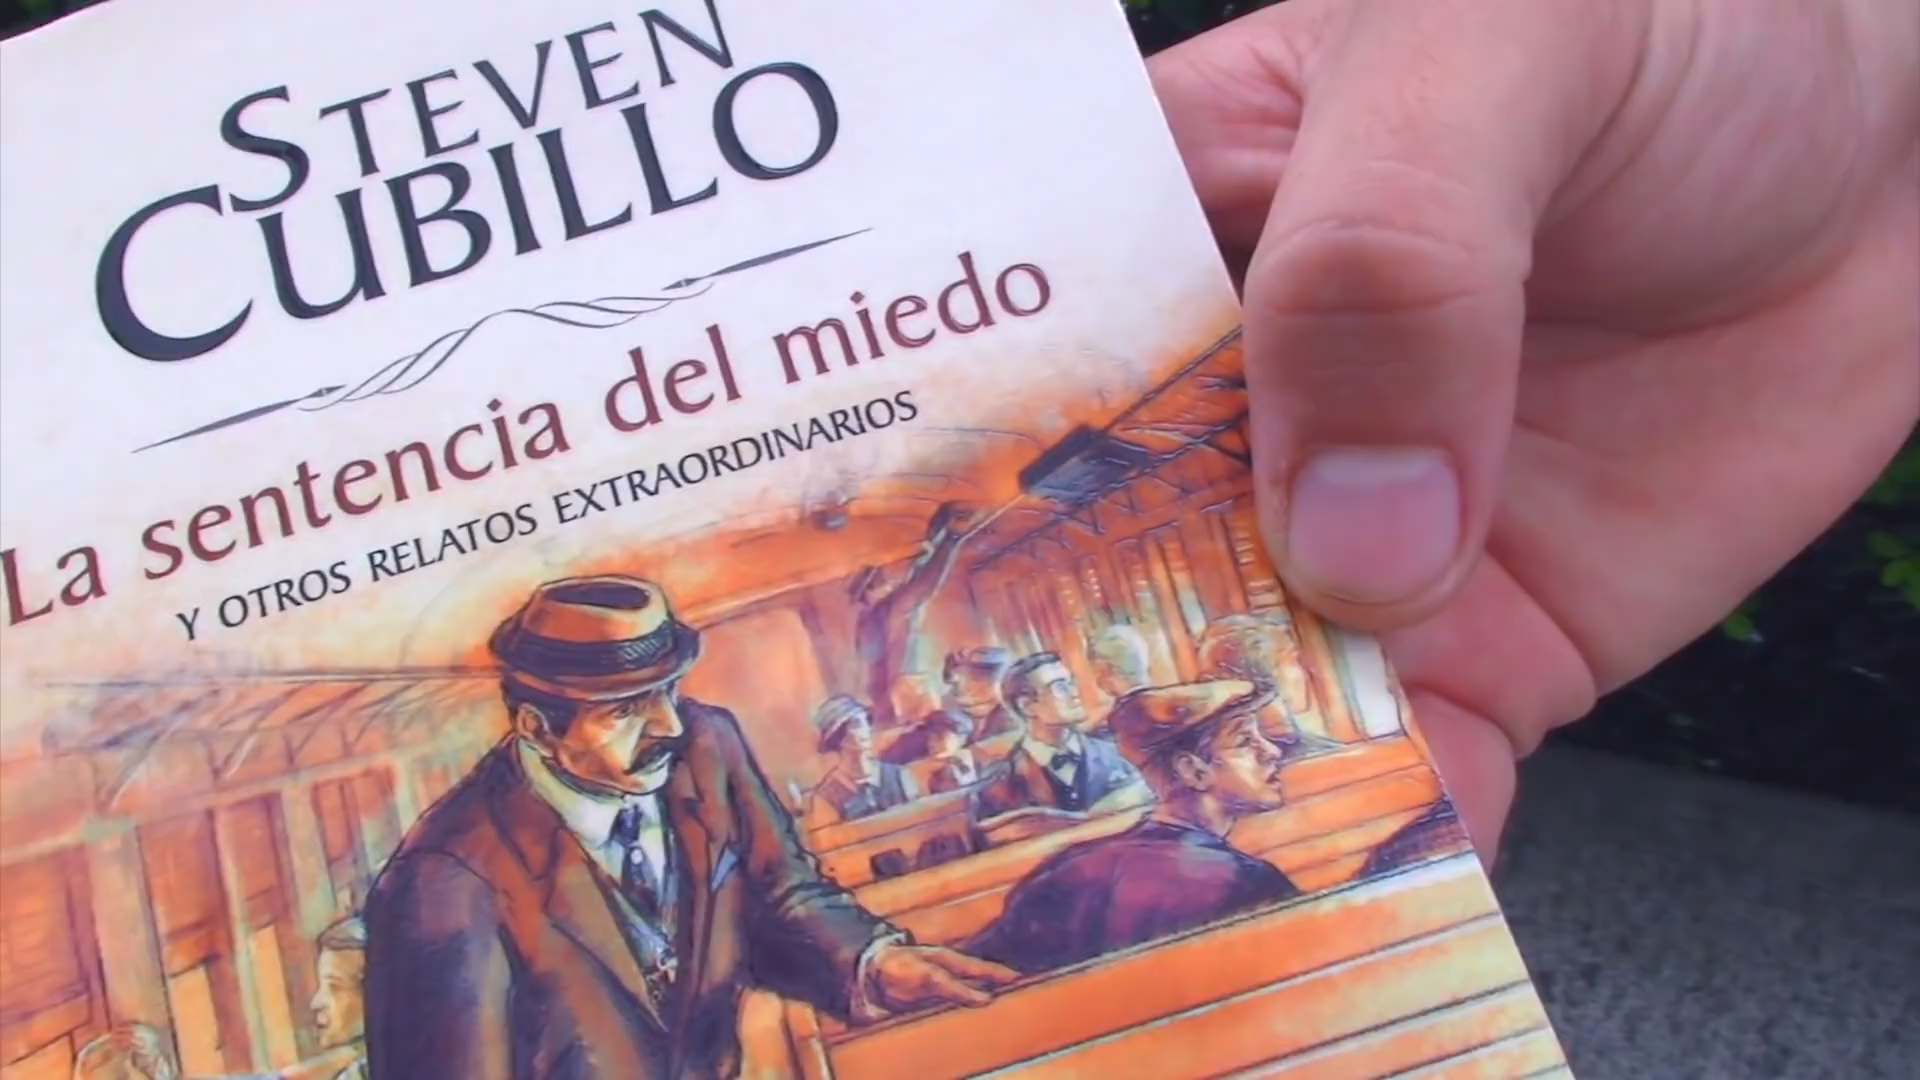 STEVEN
CUBILLO
La sentencia del miedo
Y OTROS RELATOS EXTRAORDINARIOS